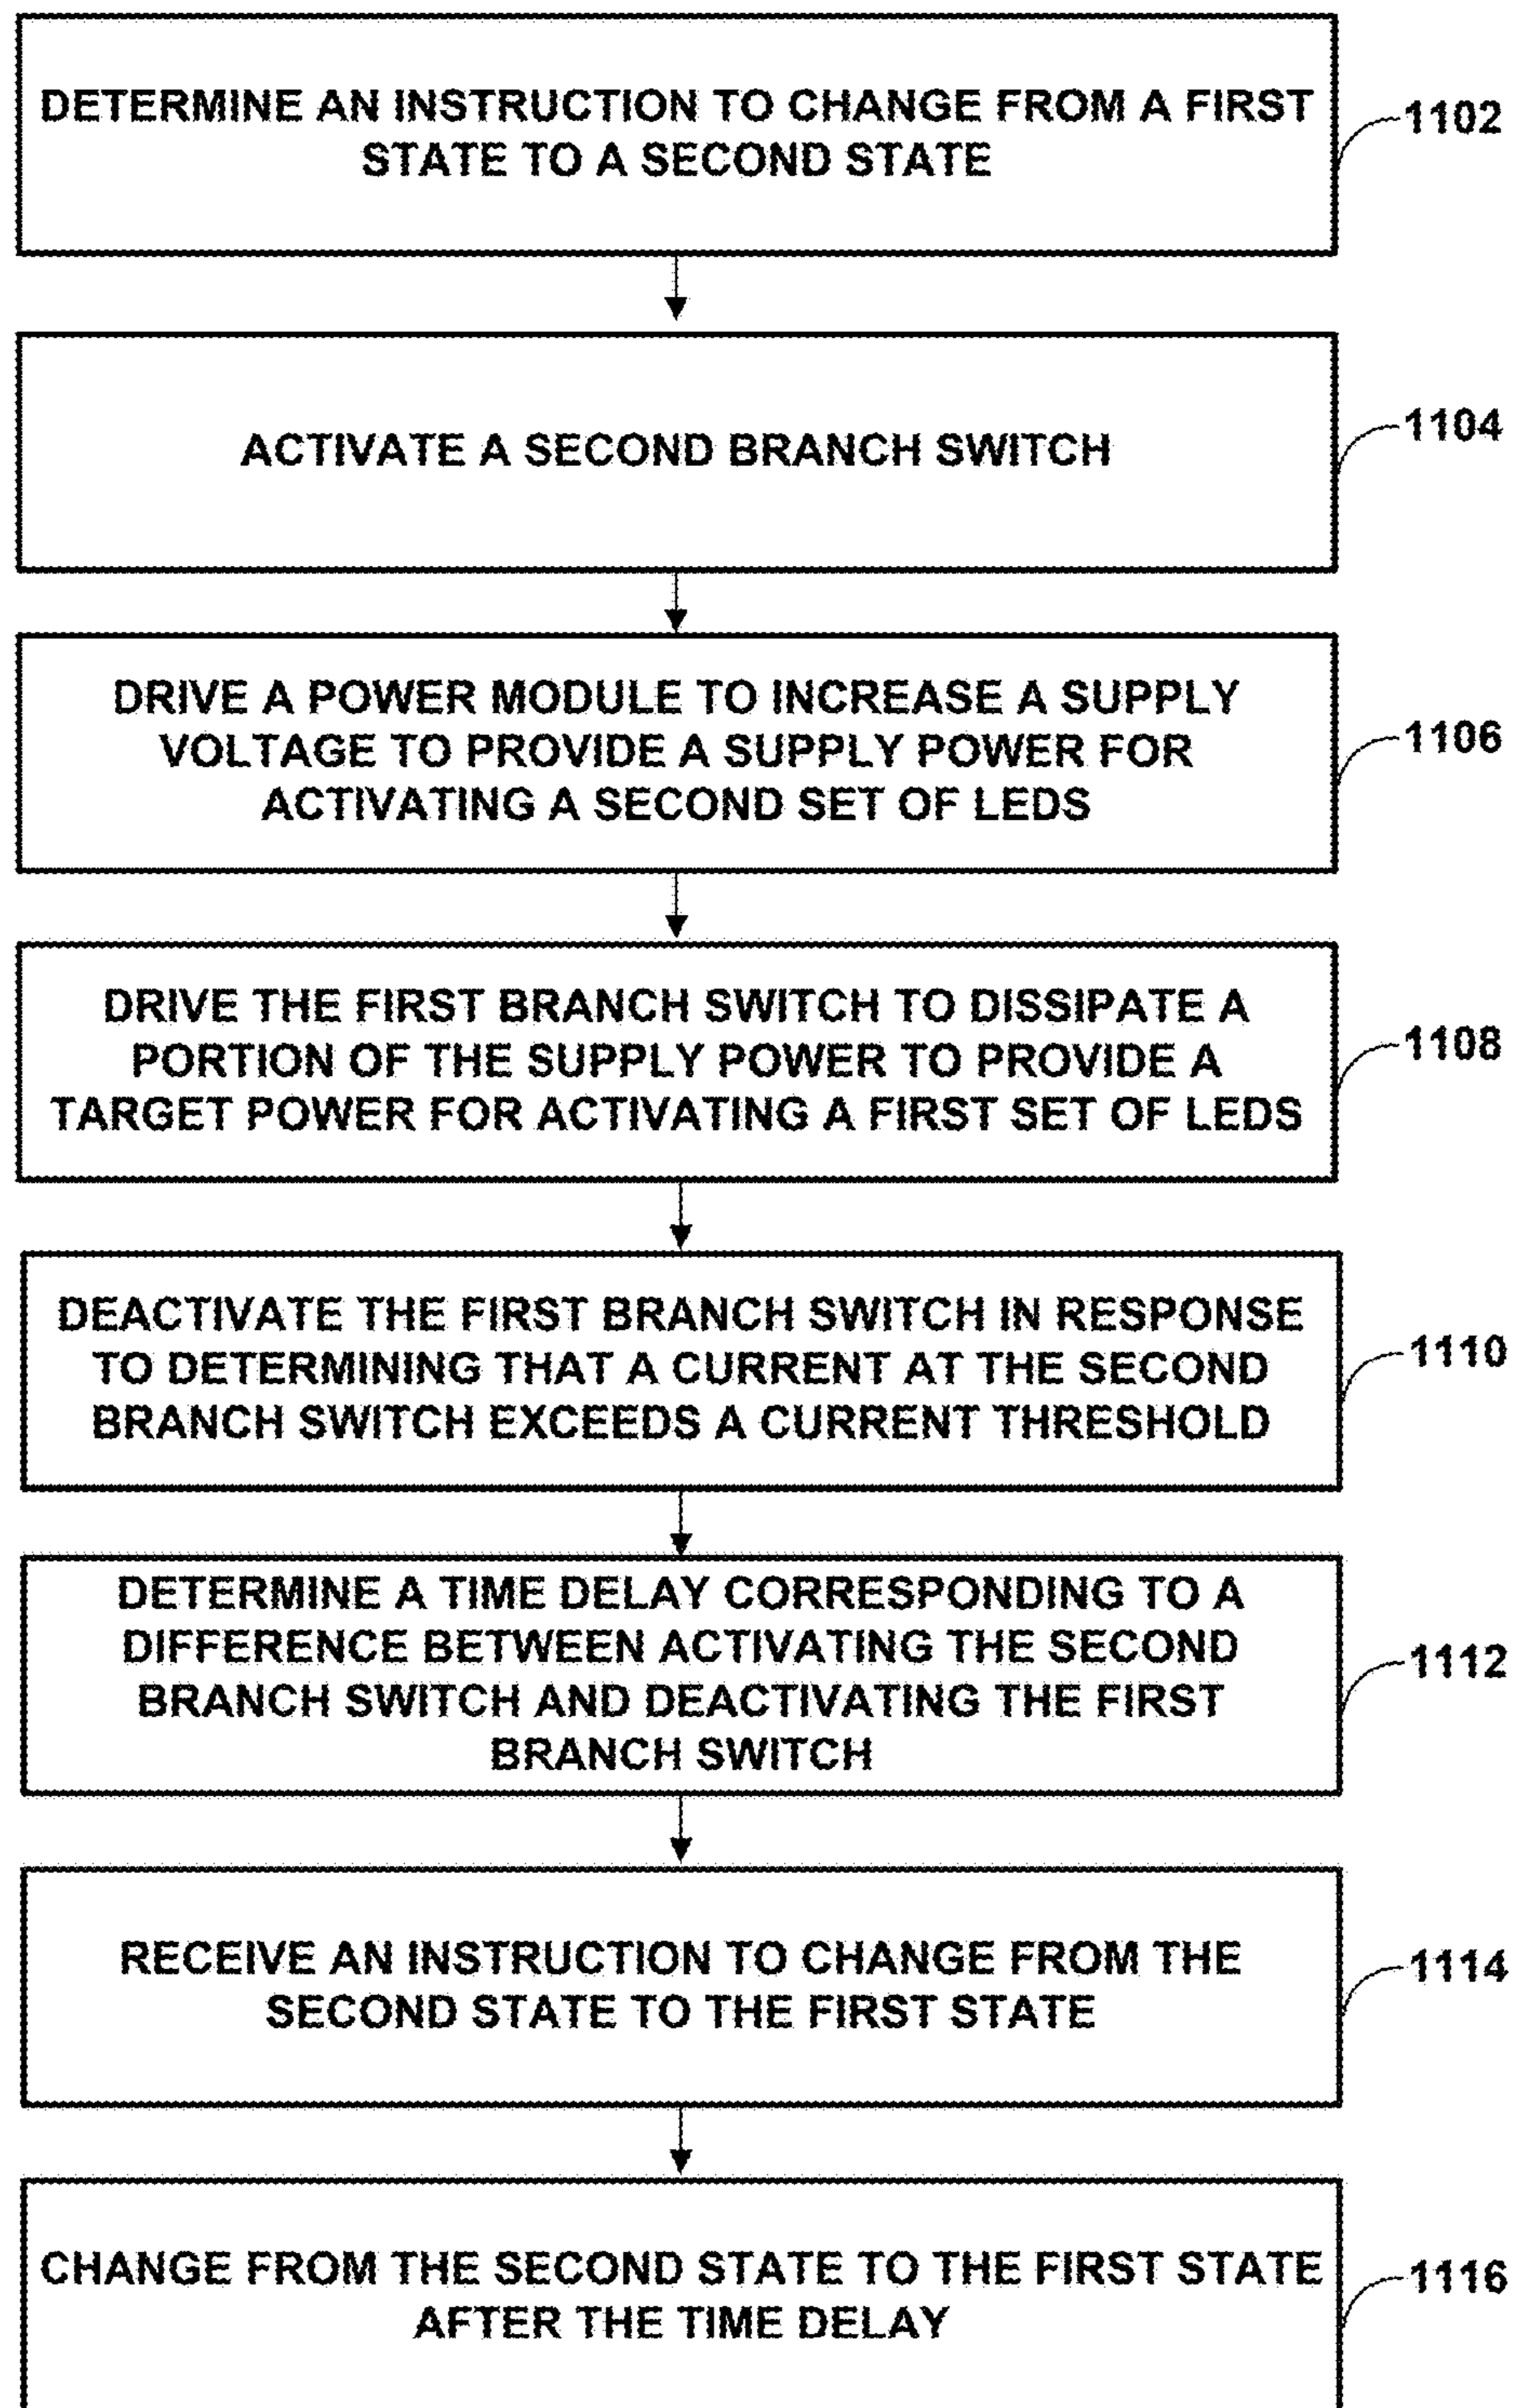 DETERMINE AN INSTRUCTION TO CHANGE FROM A FIRST
STATE TO A SECOND STATE
1102
ACTIVATE A SECOND BRANCH SWITCH
1104
DRIVE A POWER MODULE TO INCREASE A SUPPLY
VOLTAGE TO PROVIDE A SUPPLY POWER FOR
ACTIVATING A SECOND SET OF LEDS
1106
DRIVE THE FIRST BRANCH SWITCH TO DISSIPATE A
PORTION OF THE SUPPLY POWER TO PROVIDE A
TARGET POWER FOR ACTIVATING A FIRST SET OF LEDS
1108
DEACTIVATE THE FIRST BRANCH SWITCH IN RESPONSE
TO DETERMINING THAT A CURRENT AT THE SECOND
BRANCH SWITCH EXCEEDS A CURRENT THRESHOLD
1110
DETERMINE A TIME DELAY CORRESPONDING TO A
DIFFERENCE BETWEEN ACTIVATING THE SECOND
BRANCH SWITCH AND DEACTIVATING THE FIRST
BRANCH SWITCH
1112
RECEIVE AN INSTRUCTION TO CHANGE FROM THE
SECOND STATE TO THE FIRST STATE
1114
CHANGE FROM THE SECOND STATE TO THE FIRST STATE
AFTER THE TIME DELAY
1116